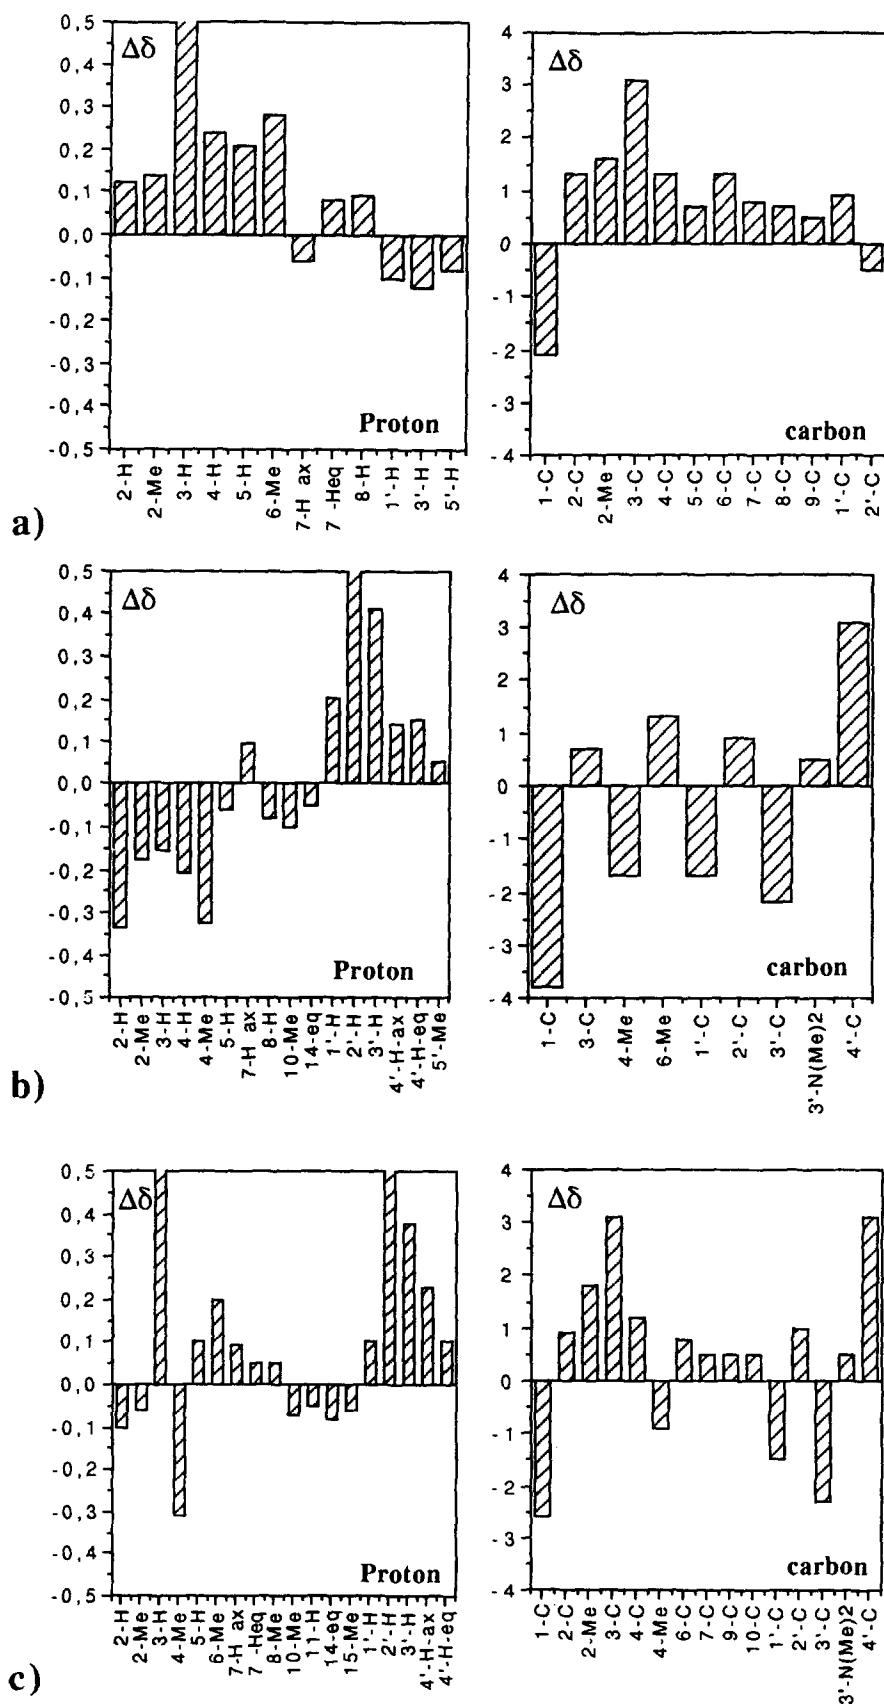 0,5
0,4
0,3
0,2
0,1
0,0
-0,1
-0,2
-0,3
-0,4
-0,5
Δδ
Proton
2-H
2-Me
3-H
4-H
5-H
6-Me
7-H ax
7-Heq
8-H
1'-H
3'-H
5'-H
4
3
2
1
0
-1
-2
-3
-4
Δδ
carbon
1-C
2-C
2-Me
3-C
4-C
5-C
6-C
7-C
8-C
9-C
1'-C
2'-C
a)
0,5
0,4
0,3
0,2
0,1
0,0
-0,1
-0,2
-0,3
-0,4
-0,5
Δδ
Proton
2-H
2-Me
3-H
4-H
4-Me
5-H
7-H ax
8-H
10-Me
14-eq
1'-H
2'-H
3'-H
4'-H-ax
4'-H-eq
5'-Me
4
3
2
1
0
-1
-2
-3
-4
Δδ
carbon
1-C
3-C
4-Me
6-Me
1'-C
2'-C
3'-C
3'-N(Me)2
4'-C
b)
0,5
0,4
0,3
0,2
0,1
0,0
-0,1
-0,2
-0,3
-0,4
-0,5
Δδ
Proton
2-H
2-Me
3-H
4-Me
5-H
6-Me
7-H ax
7-Heq
8-Me
10-Me
11-H
14-eq
15-Me
1'-H
2'-H
3'-H
4'-H-ax
4'-H-eq
4
3
2
1
0
-1
-2
-3
-4
Δδ
carbon
1-C
2-C
2-Me
3-C
4-C
4-Me
6-C
7-C
9-C
10-C
1'-C
2'-C
3'-C
3'-N(Me)2
4'-C
c)